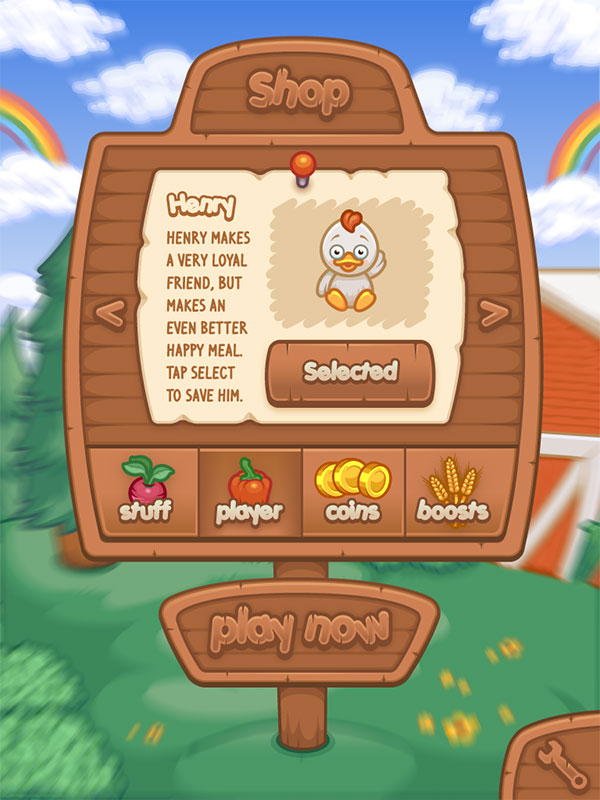 Shop
Henry
HENRY MAKES
A VERY LOYAL
FRIEND, BUT
MAKES AN
EVEN BETTER
HAPPY MEAL.
TAP SELECT
TO SAVE HIM.
Selected
stuff
player
coins
boosts
play now